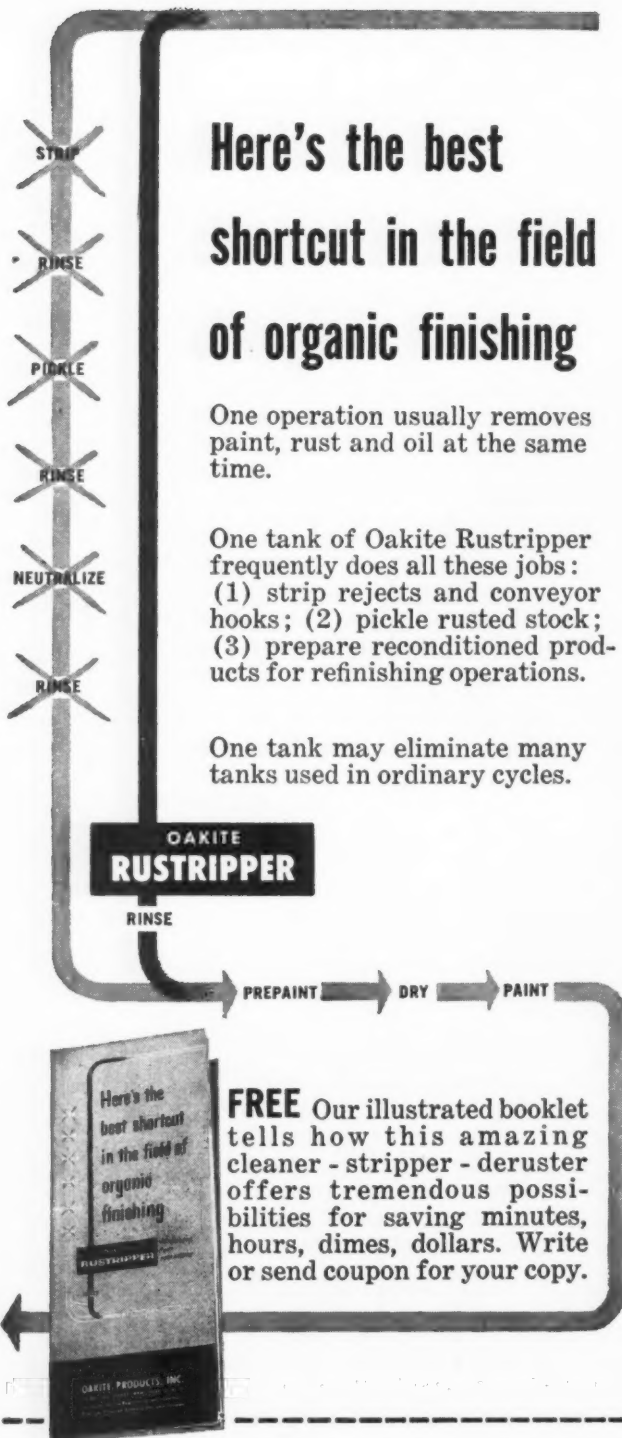 STRIP
RINSE
PICKLE
RINSE
NEUTRALIZE
RINSE
Here's the best
shortcut in the field
of organic finishing
One operation usually removes
paint, rust and oil at the same
time.
One tank of Oakite Rustripper
frequently does all these jobs:
(1) strip rejects and conveyor
hooks; (2) pickle rusted stock;
(3) prepare reconditioned prod-
ucts for refinishing operations.
One tank may eliminate many
tanks used in ordinary cycles.
OAKITE
RUSTRIPPER
RINSE
PREPAINT DRY PAINT
Here's the
best shortcut
in the field of
organic
finishing
RUSTRIPPER
OAKITE PRODUCTS, INC.
FREE Our illustrated booklet
tells how this amazing
cleaner - stripper - deruster
offers tremendous possi-
bilities for saving minutes,
hours, dimes, dollars. Write
or send coupon for your copy.